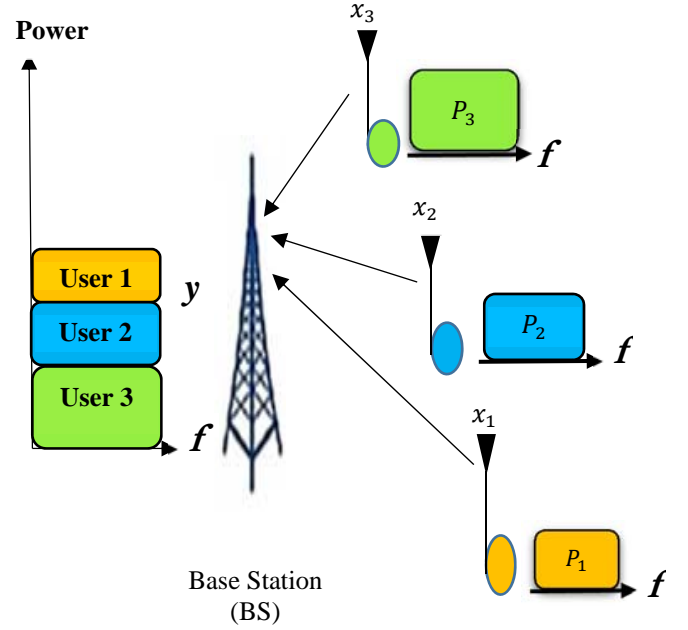 Power
User 1
User 2
User 3
f
y
Base Station
(BS)
x₃
P₃
f
x₂
P₂
f
x₁
P₁
f